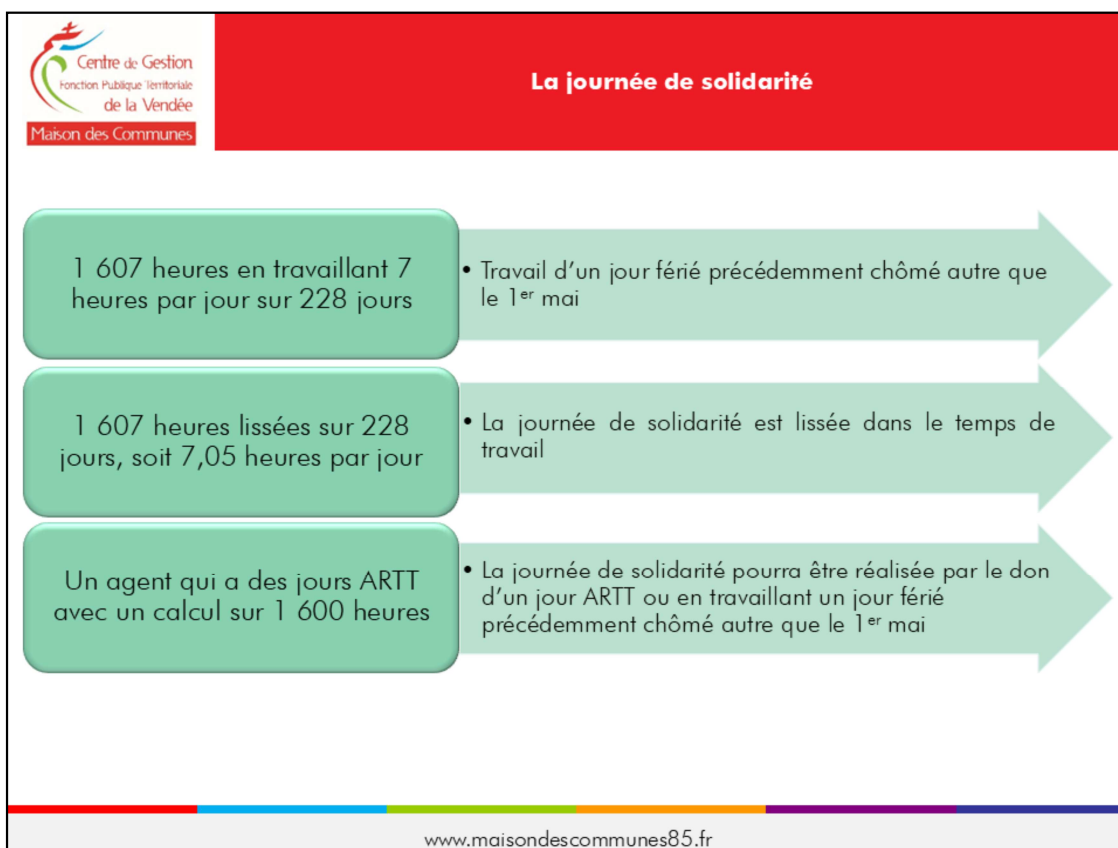 Centre de Gestion
Fonction Publique Territoriale
de la Vendée
Maison des Communes
La journée de solidarité
1 607 heures en travaillant 7
heures par jour sur 228 jours
• Travail d’un jour férié précédemment chômé autre que
le 1er mai
1 607 heures lissées sur 228
jours, soit 7,05 heures par jour
• La journée de solidarité est lissée dans le temps de
travail
Un agent qui a des jours ARTT
avec un calcul sur 1 600 heures
• La journée de solidarité pourra être réalisée par le don
d’un jour ARTT ou en travaillant un jour férié
précédemment chômé autre que le 1er mai
www.maisondescommunes85.fr